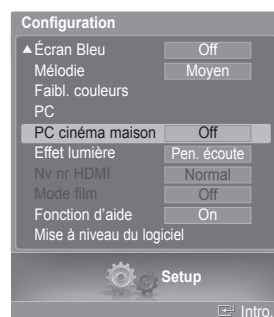 Configuration
▲Écran Bleu Off
Mélodie Moyen
Faibl. couleurs
PC
PC cinéma maison Off
Effet lumière Pen. écoute
Nv nr HDMI Normal
Mode film Off
Fonction d'aide On
Mise à niveau du logiciel
Setup
Intro.